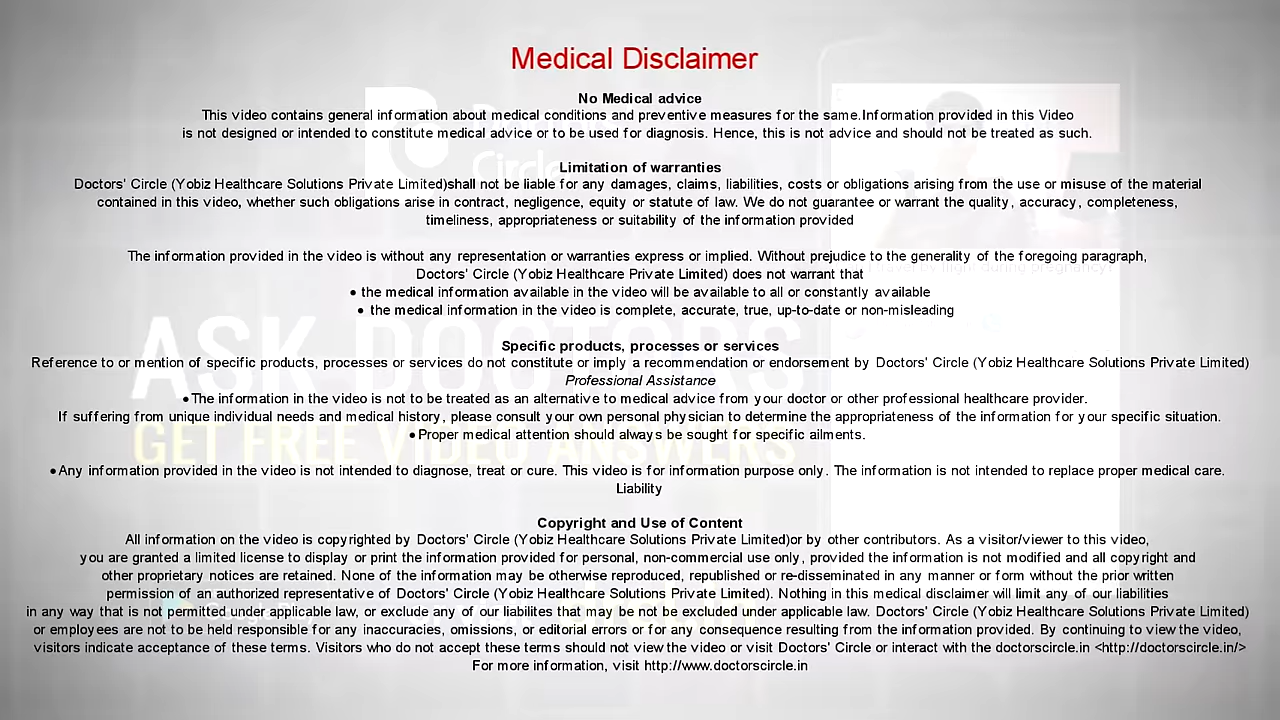 Medical Disclaimer
No Medical advice
This video contains general information about medical conditions and preventive measures for the same.Information provided in this Video
is not designed or intended to constitute medical advice or to be used for diagnosis. Hence, this is not advice and should not be treated as such.
Limitation of warranties
Doctors' Circle (Yobiz Healthcare Solutions Private Limited)shall not be liable for any damages, claims, liabilities, costs or obligations arising from the use or misuse of the material
contained in this video, whether such obligations arise in contract, negligence, equity or statute of law. We do not guarantee or warrant the quality, accuracy, completeness,
timeliness, appropriateness or suitability of the information provided
The information provided in the video is without any representation or warranties express or implied. Without prejudice to the generality of the foregoing paragraph,
Doctors' Circle (Yobiz Healthcare Private Limited) does not warrant that
travel by flight during pregnancy?
• the medical information available in the video will be available to all or constantly available
• the medical information in the video is complete, accurate, true, up-to-date or non-misleading
ASK DOCTORS
Specific products, processes or services
Reference to or mention of specific products, processes or services do not constitute or imply a recommendation or endorsement by Doctors' Circle (Yobiz Healthcare Solutions Private Limited)
Professional Assistance
•The information in the video is not to be treated as an alternative to medical advice from your doctor or other professional healthcare provider.
If suffering from unique individual needs and medical history, please consult your own personal physician to determine the appropriateness of the information for your specific situation.
•Proper medical attention should always be sought for specific ailments.
GET FREE VIDEO ANSWERS
•Any information provided in the video is not intended to diagnose, treat or cure. This video is for information purpose only. The information is not intended to replace proper medical care.
Liability
Copyright and Use of Content
All information on the video is copyrighted by Doctors' Circle (Yobiz Healthcare Solutions Private Limited)or by other contributors. As a visitor/viewer to this video,
you are granted a limited license to display or print the information provided for personal, non-commercial use only, provided the information is not modified and all copyright and
other proprietary notices are retained. None of the information may be otherwise reproduced, republished or re-disseminated in any manner or form without the prior written
permission of an authorized representative of Doctors' Circle (Yobiz Healthcare Solutions Private Limited). Nothing in this medical disclaimer will limit any of our liabilities
in any way that is not permitted under applicable law, or exclude any of our liabilites that may be not be excluded under applicable law. Doctors' Circle (Yobiz Healthcare Solutions Private Limited)
or employees are not to be held responsible for any inaccuracies, omissions, or editorial errors or for any consequence resulting from the information provided. By continuing to view the video,
visitors indicate acceptance of these terms. Visitors who do not accept these terms should not view the video or visit Doctors' Circle or interact with the doctorscircle.in <http://doctorscircle.in/>
For more information, visit http://www.doctorscircle.in